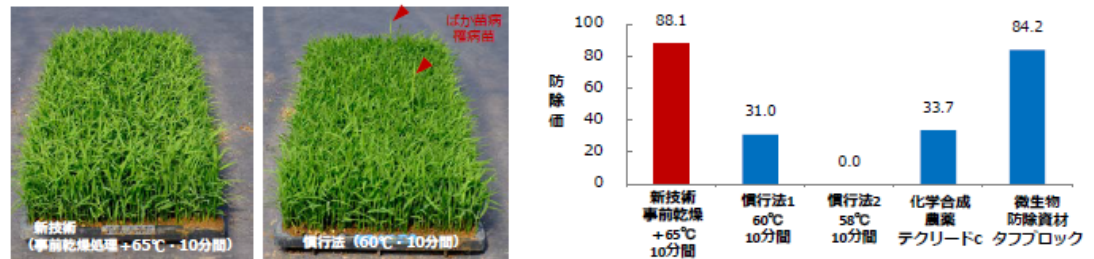 ばか苗病
罹病苗
新技術
（事前乾燥処理＋65℃・10分間）
慣行法（60℃・10分間）
防除価
100
80
60
40
20
0
88.1
31.0
0.0
33.7
84.2
新技術
事前乾燥
＋65℃
10分間
慣行法1
60℃
10分間
慣行法2
58℃
10分間
化学合成
農薬
テクリードC
微生物
防除資材
タフブロック